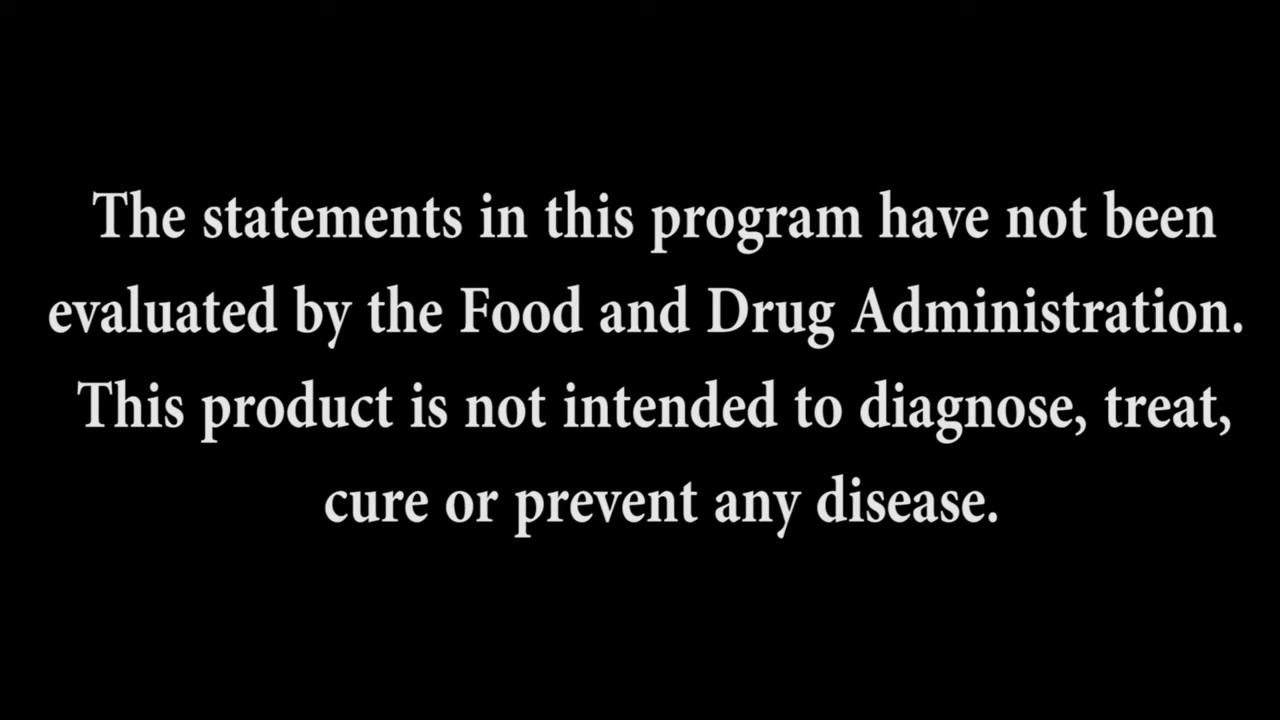 The statements in this program have not been
evaluated by the Food and Drug Administration.
This product is not intended to diagnose, treat,
cure or prevent any disease.